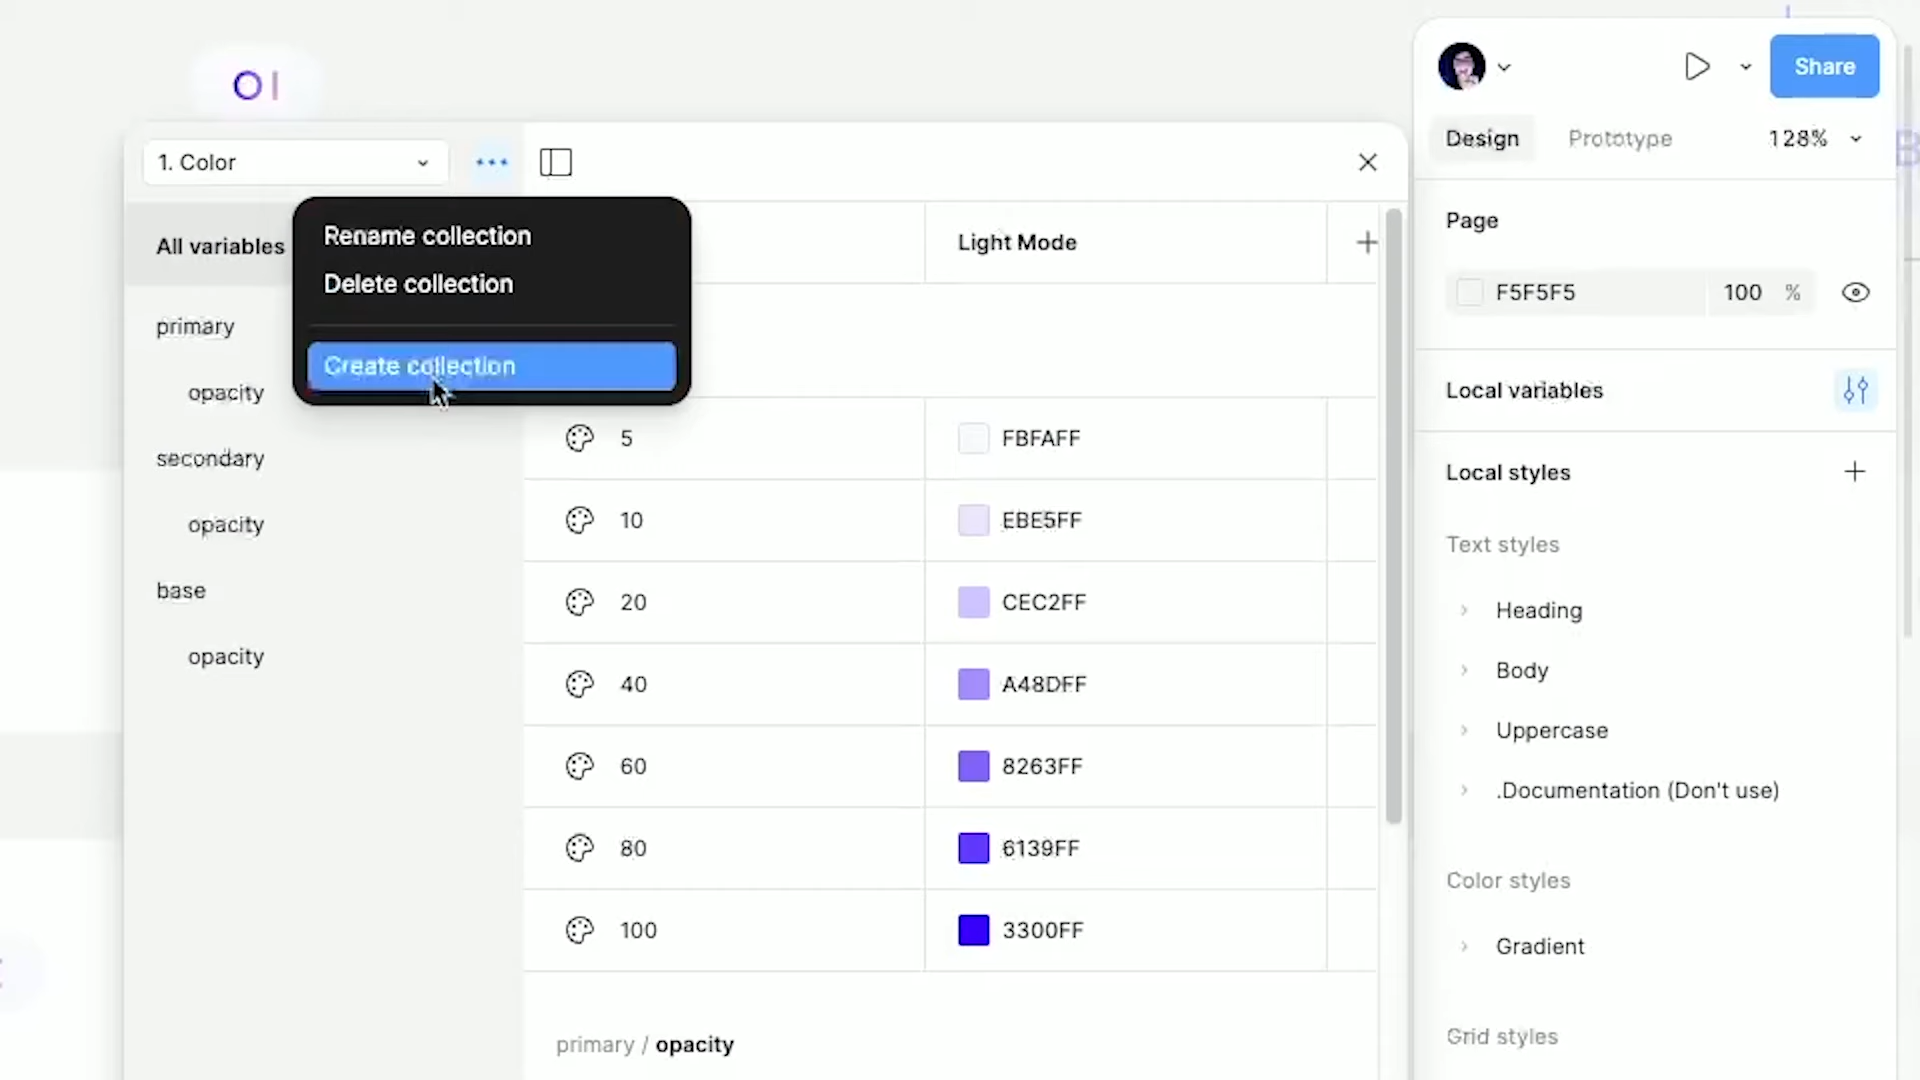 1. Color
Rename collection
Delete collection
Create collection
All variables
primary
opacity
secondary
opacity
base
opacity
Light Mode
5
FBFAFF
10
EBE5FF
20
CEC2FF
40
A48DFF
60
8263FF
80
6139FF
100
3300FF
primary / opacity
Share
Design
Prototype
128%
Page
F5F5F5
100
%
Local variables
Local styles
Text styles
Heading
Body
Uppercase
.Documentation (Don't use)
Color styles
Gradient
Grid styles